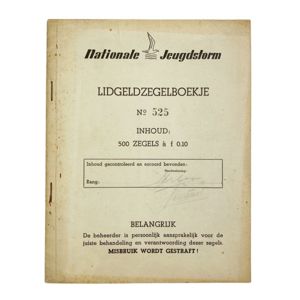 Nationale Jeugdstorm
LIDGELDZEGELBOEKJE
No 525
INHOUD:
500 ZEGELS à f 0.10
Inhoud gecontroleerd en accoord bevonden:
Handteekening:
Rang:
BELANGRIJK
De beheerder is persoonlijk aansprakelijk voor de
juiste behandeling en verantwoording dezer zegels.
MISBRUIK WORDT GESTRAFT!